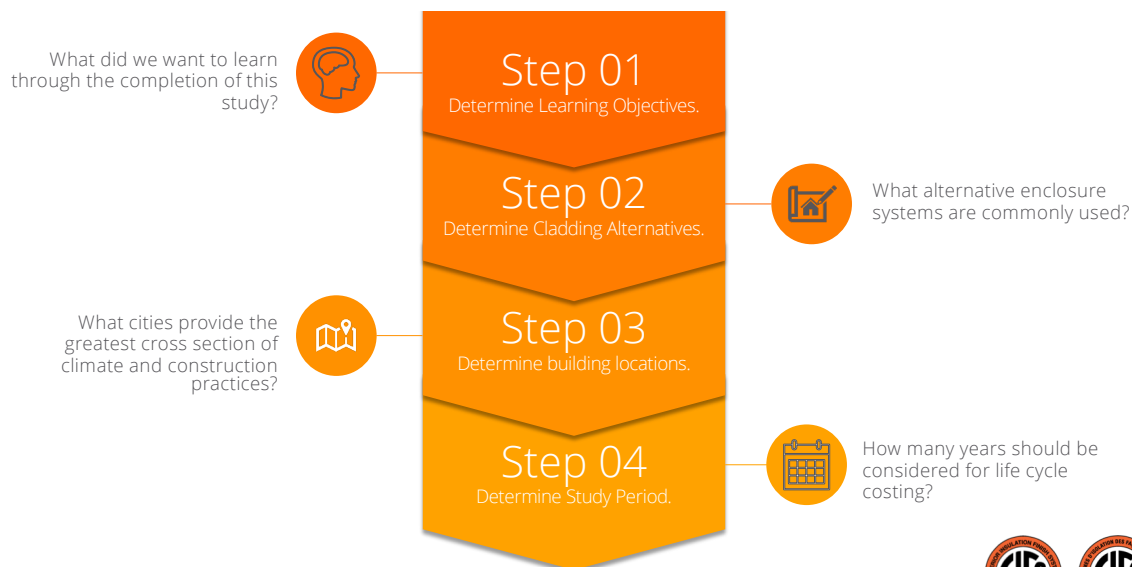 What did we want to learn
through the completion of this
study?
Step 01
Determine Learning Objectives.
Step 02
Determine Cladding Alternatives.
What alternative enclosure
systems are commonly used?
What cities provide the
greatest cross section of
climate and construction
practices?
Step 03
Determine building locations.
Step 04
Determine Study Period.
How many years should be
considered for life cycle
costing?